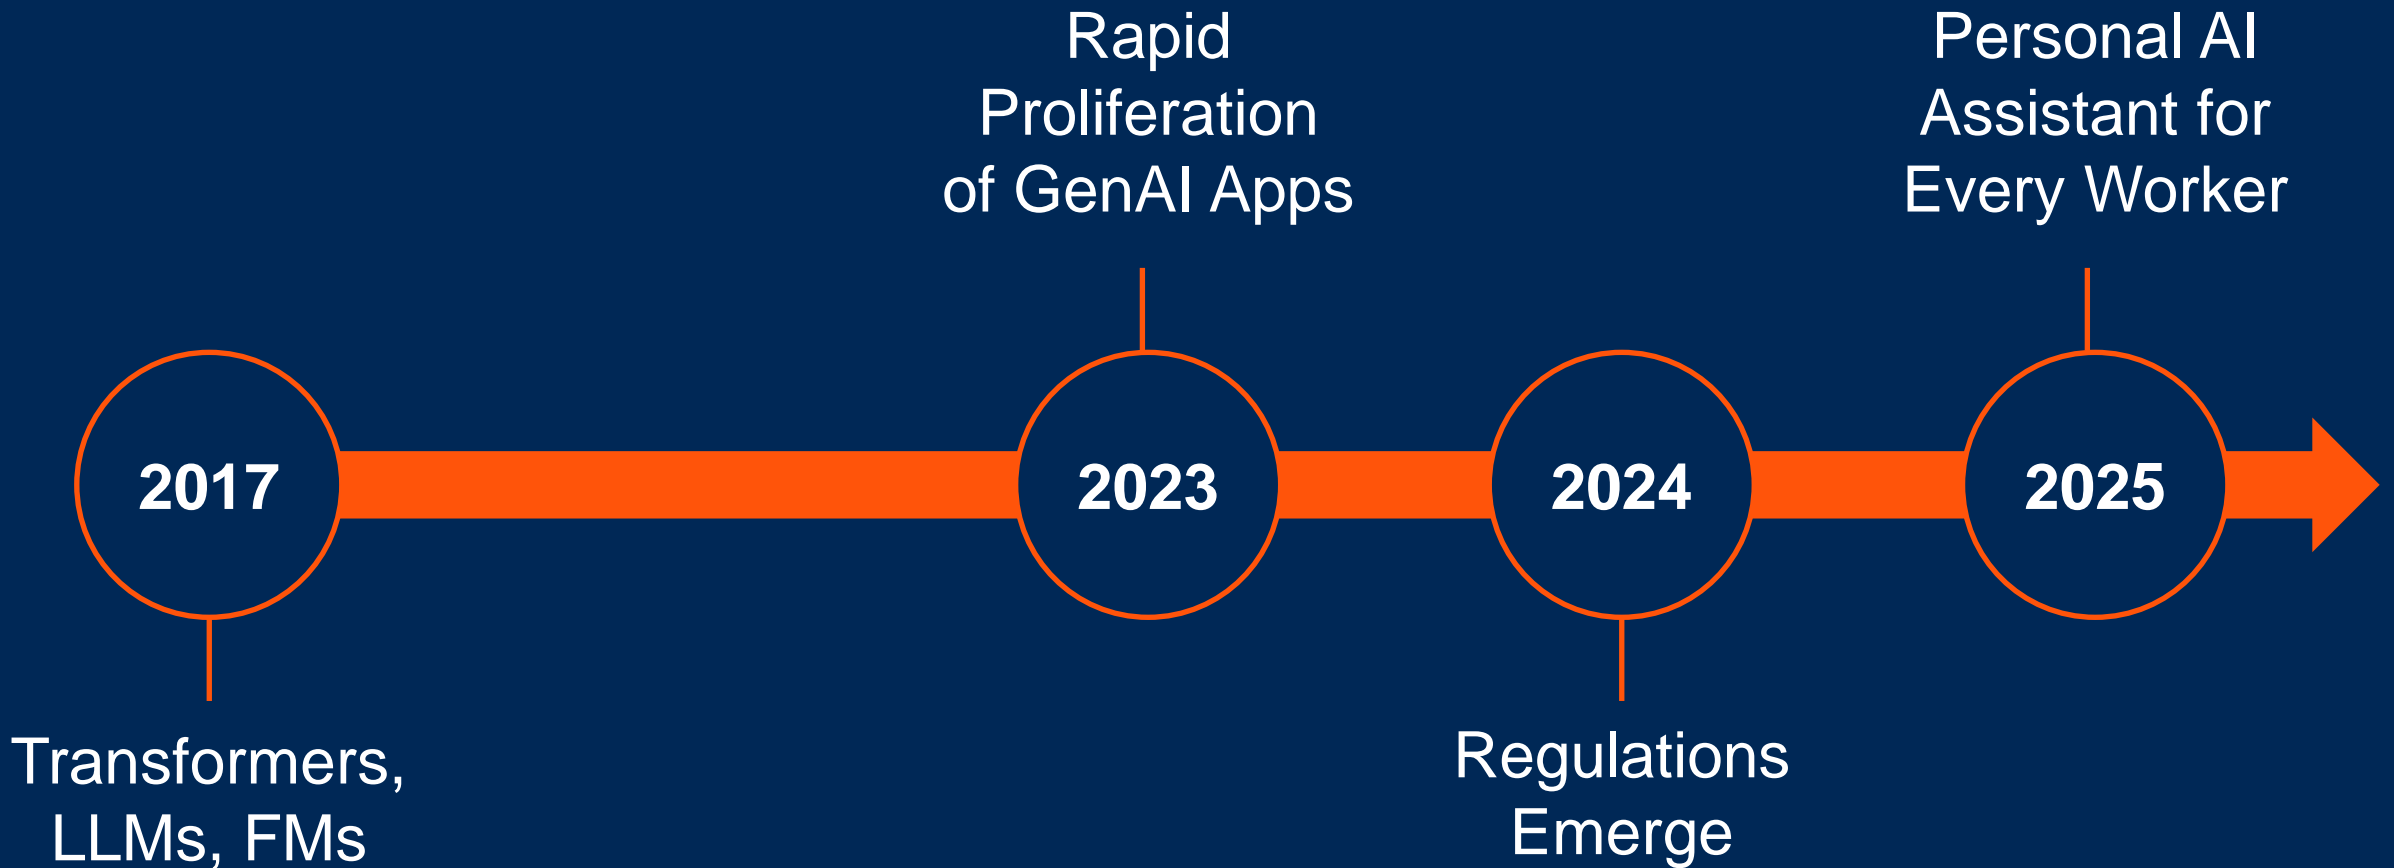 Rapid
Proliferation
of GenAI Apps
Personal AI
Assistant for
Every Worker
2017
2023
2024
2025
Transformers,
LLMs, FMs
Regulations
Emerge